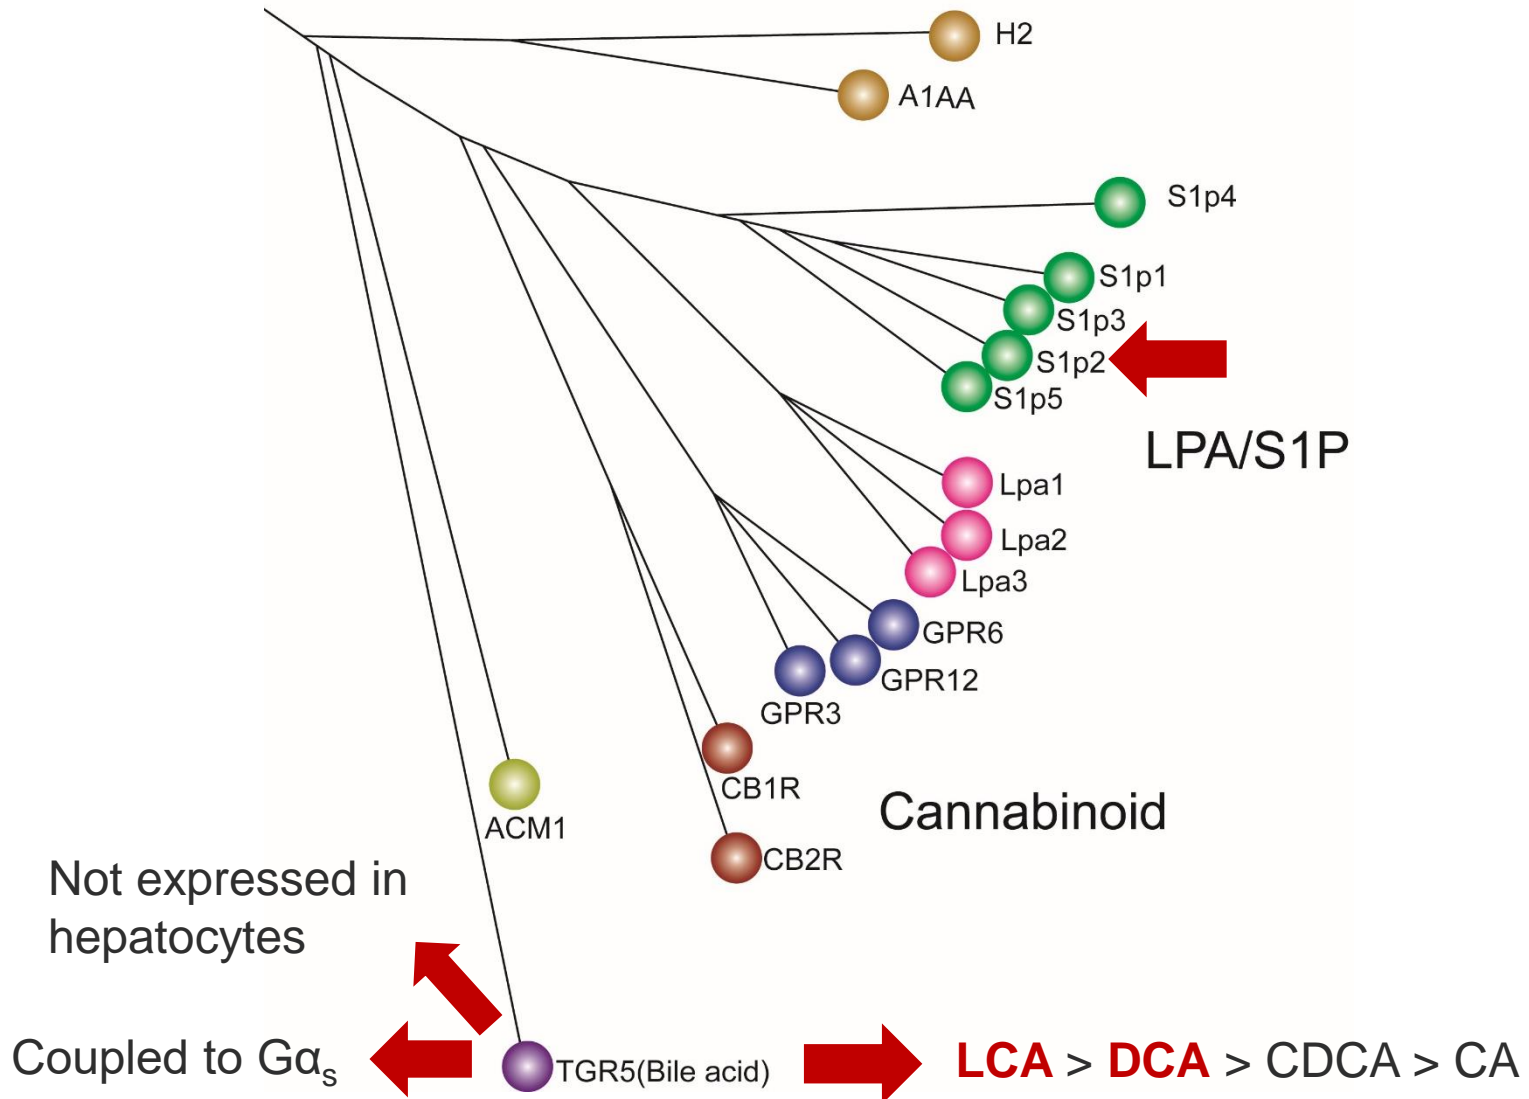 H2
A1AA
S1p4
S1p1
S1p3
S1p2
S1p5
LPA/S1P
Lpa1
Lpa2
Lpa3
GPR6
GPR12
GPR3
CB1R
Cannabinoid
ACM1
CB2R
Not expressed in
hepatocytes
Coupled to Gαs
TGR5(Bile acid)
LCA > DCA > CDCA > CA